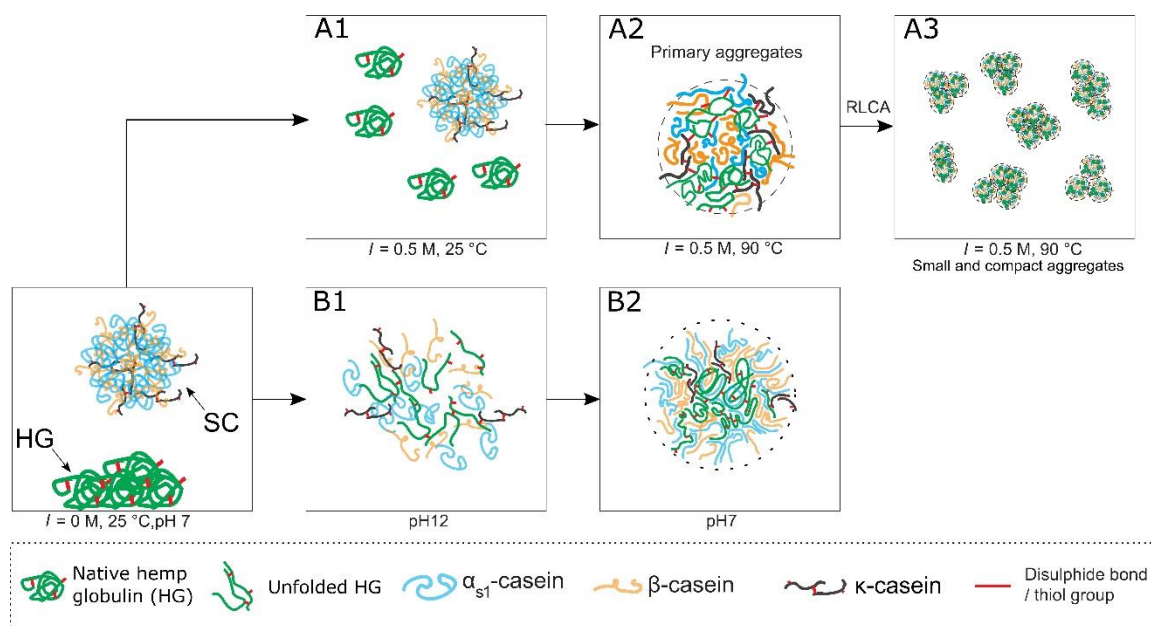 A1
A2
Primary aggregates
RLCA
A3
I = 0.5 M, 25 °C
I = 0.5 M, 90 °C
I = 0.5 M, 90 °C
Small and compact aggregates
SC
HG
I = 0 M, 25 °C,pH 7
B1
pH12
B2
pH7
Native hemp
globulin (HG)
Unfolded HG
αs1-casein
β-casein
κ-casein
Disulphide bond
/ thiol group